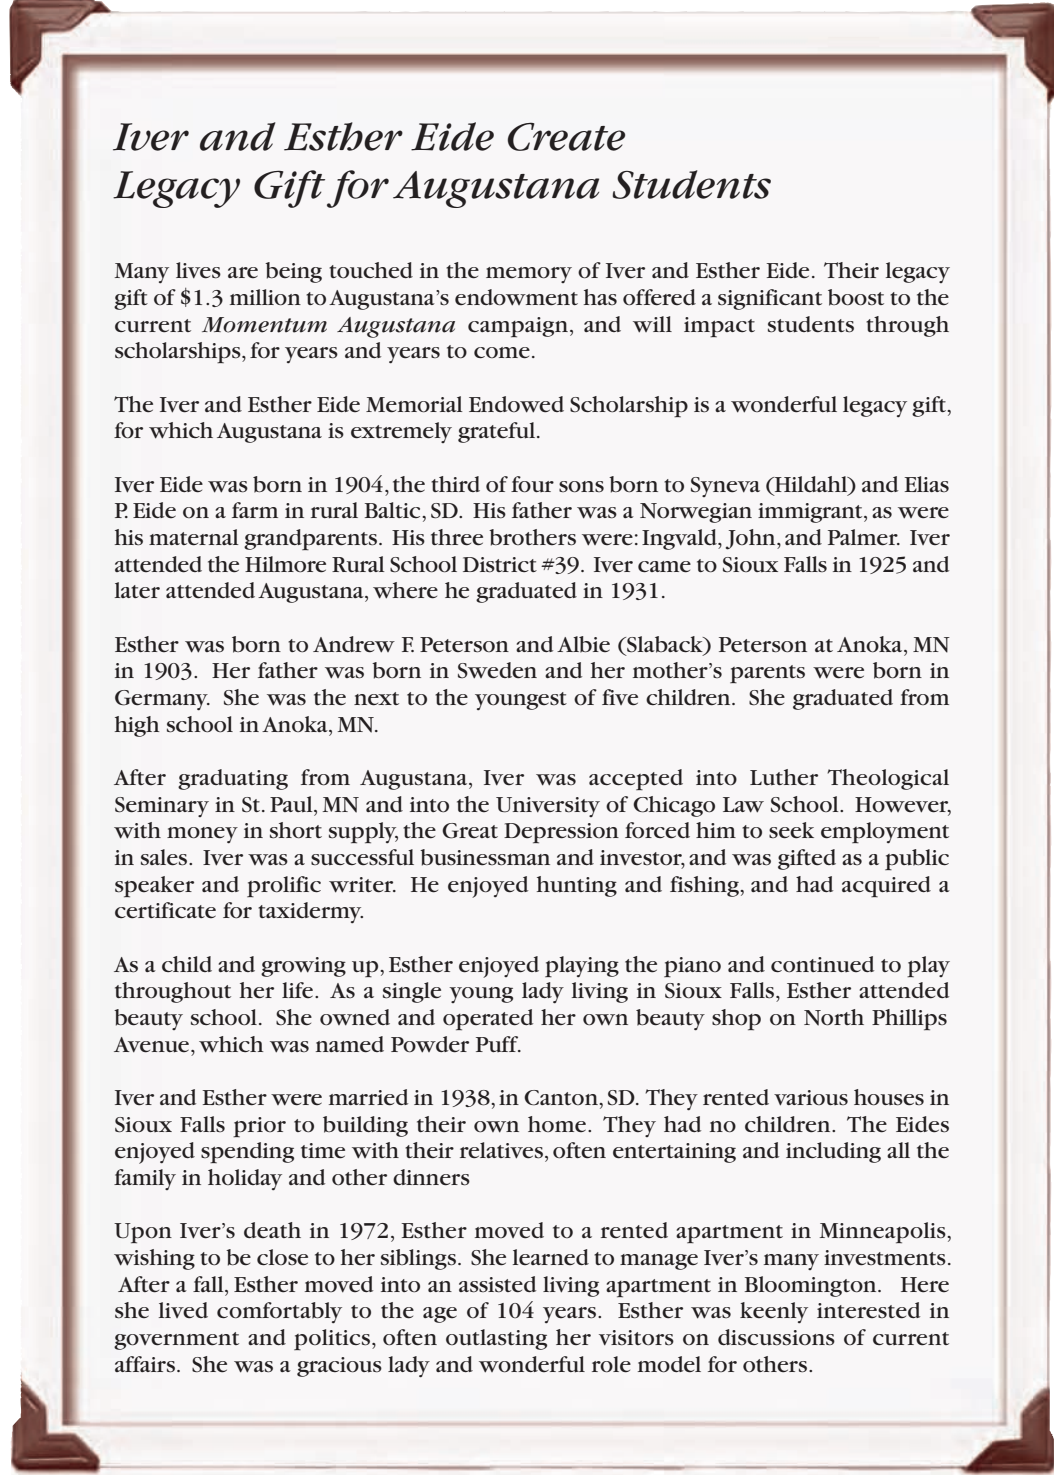 Iver and Esther Eide Create
Legacy Gift for Augustana Students
Many lives are being touched in the memory of Iver and Esther Eide. Their legacy
gift of $1.3 million to Augustana's endowment has offered a significant boost to the
current Momentum Augustana campaign, and will impact students through
scholarships, for years and years to come.
The Iver and Esther Eide Memorial Endowed Scholarship is a wonderful legacy gift,
for which Augustana is extremely grateful.
Iver Eide was born in 1904, the third of four sons born to Syneva (Hildahl) and Elias
P. Eide on a farm in rural Baltic, SD. His father was a Norwegian immigrant, as were
his maternal grandparents. His three brothers were: Ingvald, John, and Palmer. Iver
attended the Hilmore Rural School District #39. Iver came to Sioux Falls in 1925 and
later attended Augustana, where he graduated in 1931.
Esther was born to Andrew F. Peterson and Albie (Slaback) Peterson at Anoka, MN
in 1903. Her father was born in Sweden and her mother's parents were born in
Germany. She was the next to the youngest of five children. She graduated from
high school in Anoka, MN.
After graduating from Augustana, Iver was accepted into Luther Theological
Seminary in St. Paul, MN and into the University of Chicago Law School. However,
with money in short supply, the Great Depression forced him to seek employment
in sales. Iver was a successful businessman and investor, and was gifted as a public
speaker and prolific writer. He enjoyed hunting and fishing, and had acquired a
certificate for taxidermy.
As a child and growing up, Esther enjoyed playing the piano and continued to play
throughout her life. As a single young lady living in Sioux Falls, Esther attended
beauty school. She owned and operated her own beauty shop on North Phillips
Avenue, which was named Powder Puff.
Iver and Esther were married in 1938, in Canton, SD. They rented various houses in
Sioux Falls prior to building their own home. They had no children. The Eides
enjoyed spending time with their relatives, often entertaining and including all the
family in holiday and other dinners
Upon Iver's death in 1972, Esther moved to a rented apartment in Minneapolis,
wishing to be close to her siblings. She learned to manage Iver's many investments.
After a fall, Esther moved into an assisted living apartment in Bloomington. Here
she lived comfortably to the age of 104 years. Esther was keenly interested in
government and politics, often outlasting her visitors on discussions of current
affairs. She was a gracious lady and wonderful role model for others.